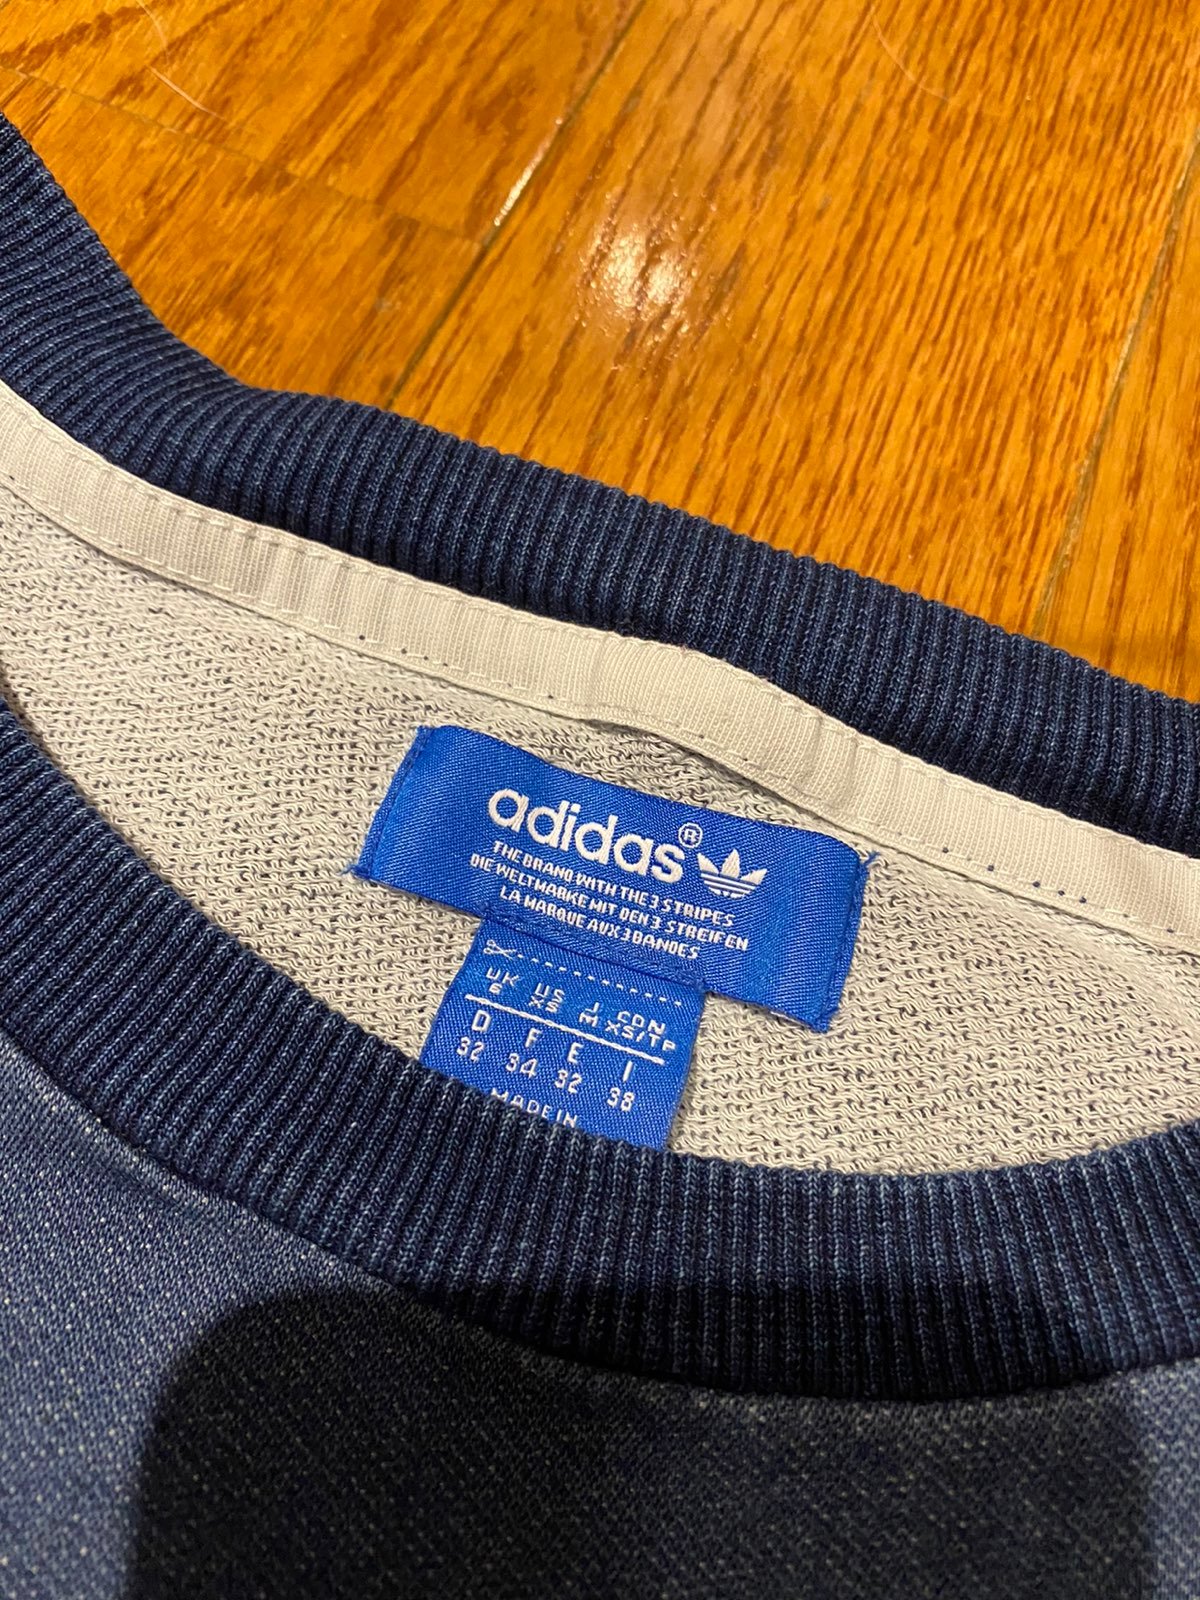 adidas®
THE BRAND WITH THE 3 STRIPES
DIE WELTMARKE MIT DEN 3 STREIFEN
LA MARQUE AUX 3 BANDES
UK US J CDN
6 XS M XS/TP
D F E I
32 34 32 38
MADE IN